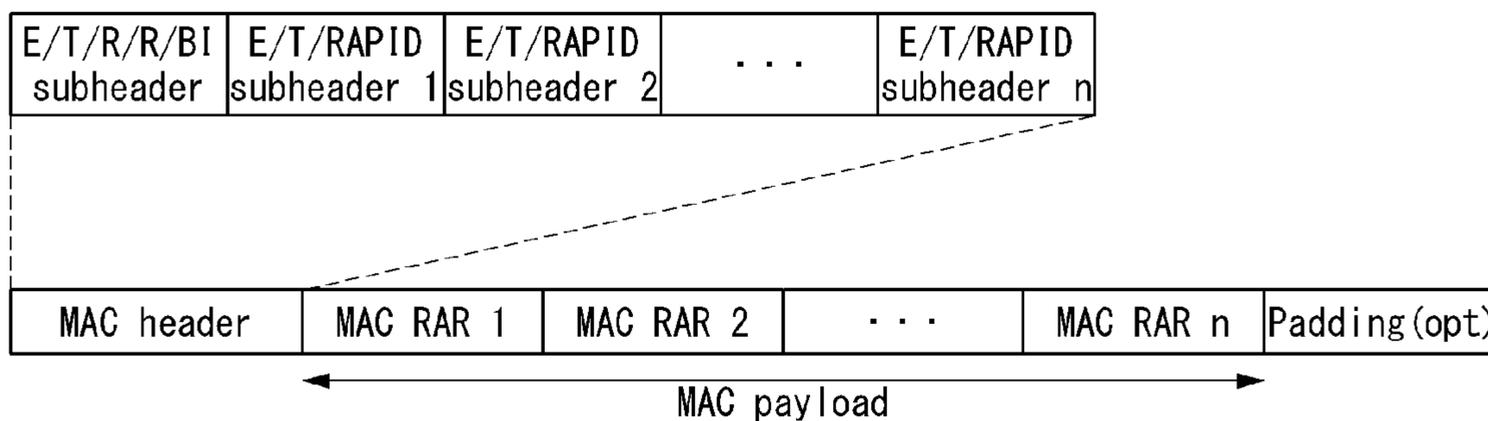 E/T/R/R/BI
subheader
E/T/RAPID
subheader 1
E/T/RAPID
subheader 2
...
E/T/RAPID
subheader n
MAC header
MAC RAR 1
MAC RAR 2
...
MAC RAR n
Padding(opt)
MAC payload